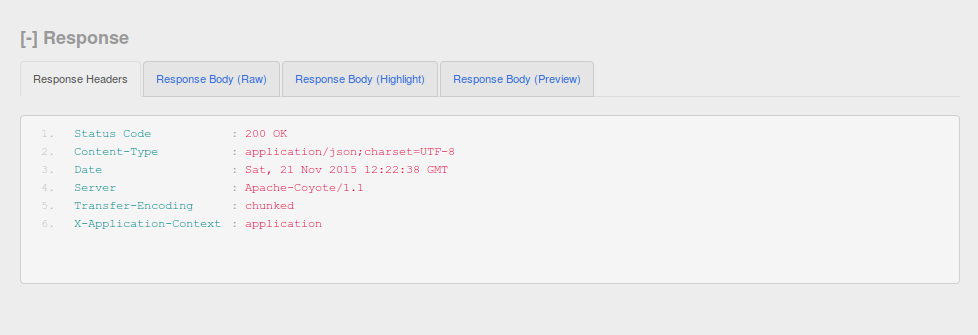 [-] Response
Response Headers Response Body (Raw) Response Body (Highlight) Response Body (Preview)
1. Status Code : 200 OK
2. Content-Type : application/json;charset=UTF-8
3. Date : Sat, 21 Nov 2015 12:22:38 GMT
4. Server : Apache-Coyote/1.1
5. Transfer-Encoding : chunked
6. X-Application-Context : application